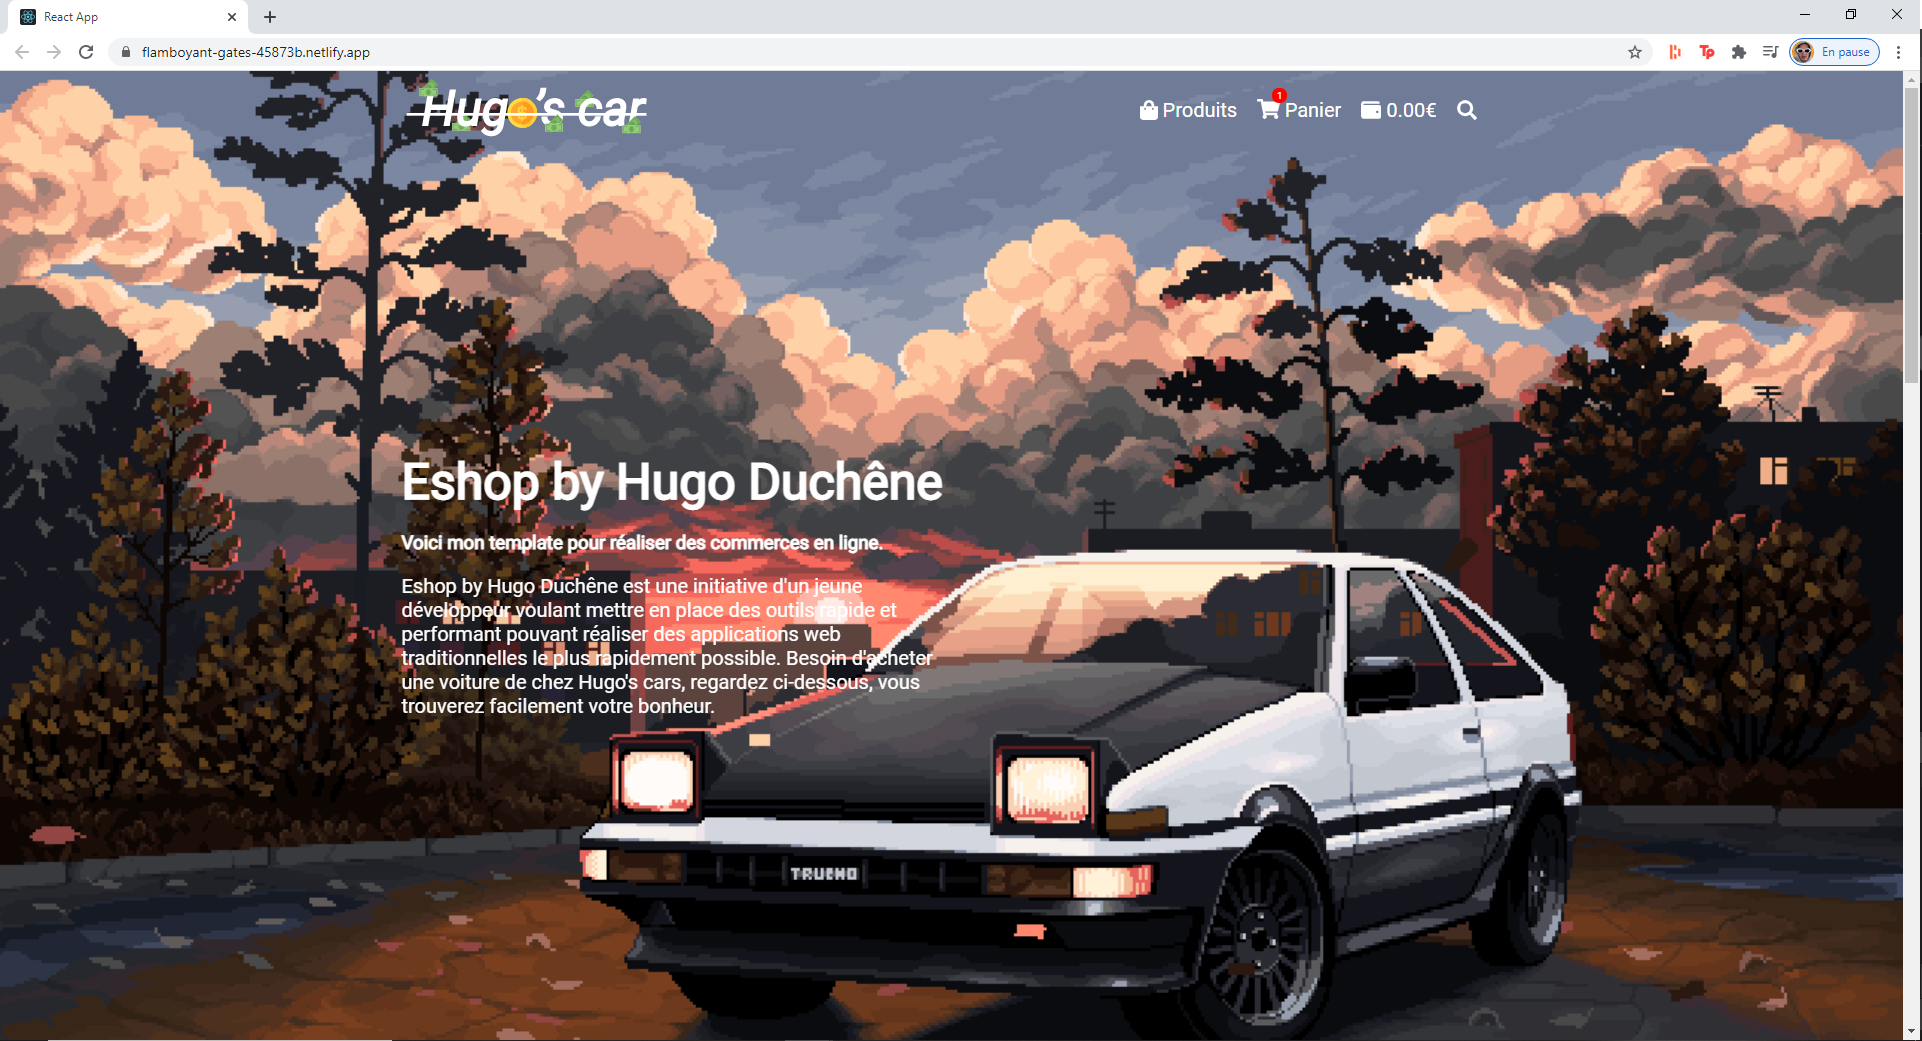 React App
flamboyant-gates-45873b.netlify.app
En pause
Hugo's car
Produits
1
Panier
0.00€
Eshop by Hugo Duchêne
Voici mon template pour réaliser des commerces en ligne.
Eshop by Hugo Duchêne est une initiative d'un jeune
développeur voulant mettre en place des outils rapide et
performant pouvant réaliser des applications web
traditionnelles le plus rapidement possible. Besoin d'acheter
une voiture de chez Hugo's cars, regardez ci-dessous, vous
trouverez facilement votre bonheur.
TRUENO